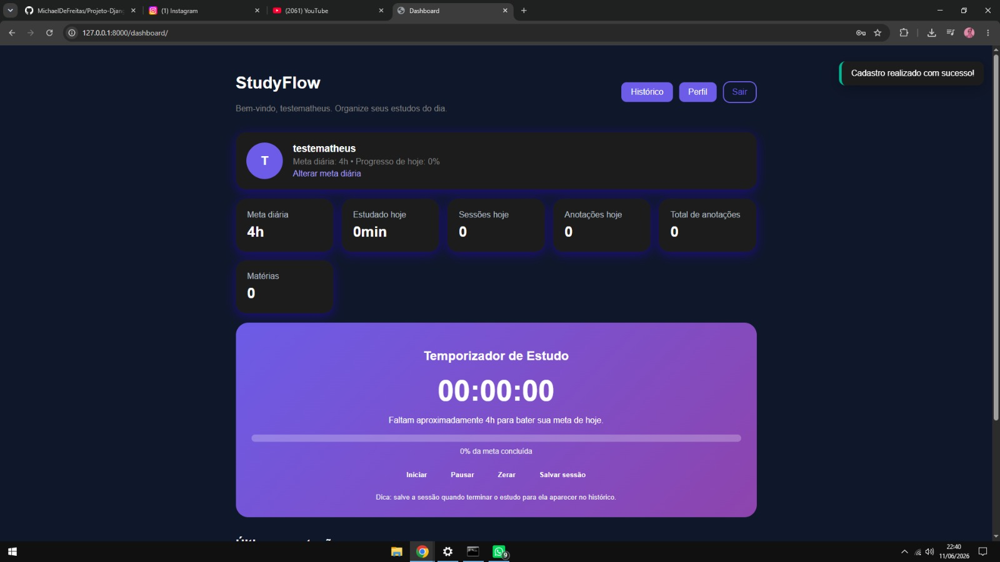 MichaelDeFreitas/Projeto-Djang
(1) Instagram
(2061) YouTube
Dashboard
127.0.0.1:8000/dashboard/
Cadastro realizado com sucesso!
StudyFlow
Histórico
Perfil
Sair
Bem-vindo, testematheus. Organize seus estudos do dia.
T
testematheus
Meta diária: 4h • Progresso de hoje: 0%
Alterar meta diária
Meta diária
4h
Estudado hoje
0min
Sessões hoje
0
Anotações hoje
0
Total de anotações
0
Matérias
0
Temporizador de Estudo
00:00:00
Faltam aproximadamente 4h para bater sua meta de hoje.
0% da meta concluída
Iniciar
Pausar
Zerar
Salvar sessão
Dica: salve a sessão quando terminar o estudo para ela aparecer no histórico.
9
22:40
11/06/2026